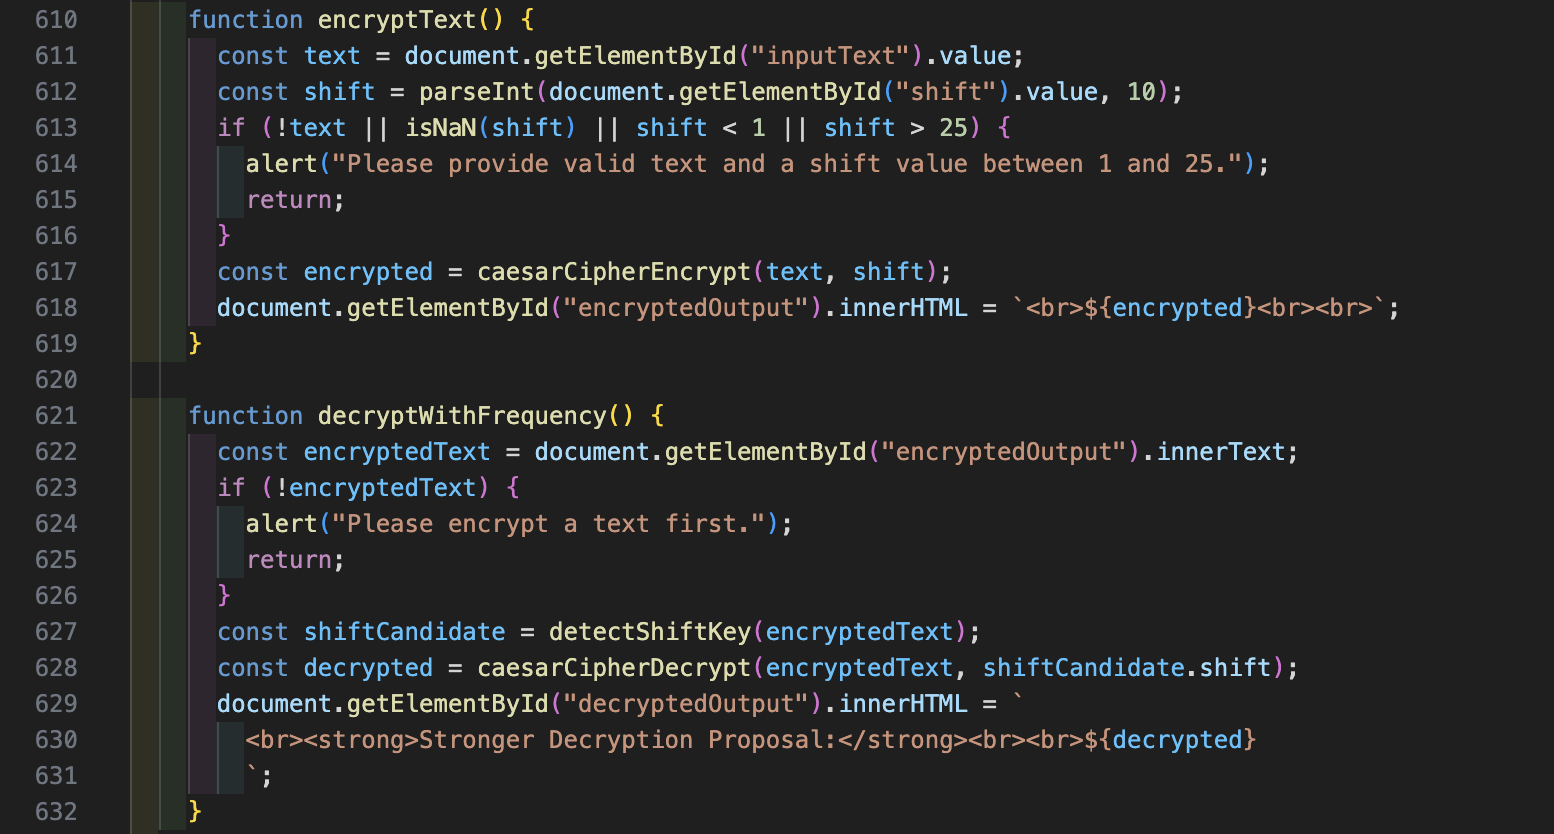 610 function encryptText() {
611 const text = document.getElementById("inputText").value;
612 const shift = parseInt(document.getElementById("shift").value, 10);
613 if (!text || isNaN(shift) || shift < 1 || shift > 25) {
614 alert("Please provide valid text and a shift value between 1 and 25.");
615 return;
616 }
617 const encrypted = caesarCipherEncrypt(text, shift);
618 document.getElementById("encryptedOutput").innerHTML = `<br>${encrypted}<br><br>`;
619 }
620
621 function decryptWithFrequency() {
622 const encryptedText = document.getElementById("encryptedOutput").innerText;
623 if (!encryptedText) {
624 alert("Please encrypt a text first.");
625 return;
626 }
627 const shiftCandidate = detectShiftKey(encryptedText);
628 const decrypted = caesarCipherDecrypt(encryptedText, shiftCandidate.shift);
629 document.getElementById("decryptedOutput").innerHTML = `
630 <br><strong>Stronger Decryption Proposal:</strong><br><br>${decrypted}
631 `;
632 }